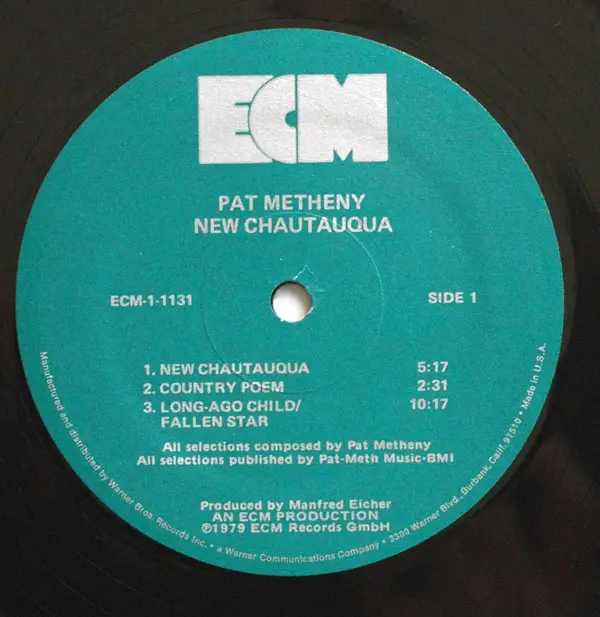 ECM
PAT METHENY
NEW CHAUTAUQUA
ECM-1-1131
SIDE 1
1. NEW CHAUTAUQUA 5:17
2. COUNTRY POEM 2:31
3. LONG-AGO CHILD/ 10:17
FALLEN STAR
All selections composed by Pat Metheny
All selections published by Pat-Meth Music-BMI
Produced by Manfred Eicher
AN ECM PRODUCTION
℗1979 ECM Records GmbH
Manufactured and distributed by Warner Bros. Records Inc. • a Warner Communications Company • 3300 Warner Blvd., Burbank, Calif. 91510 • Made in U.S.A.